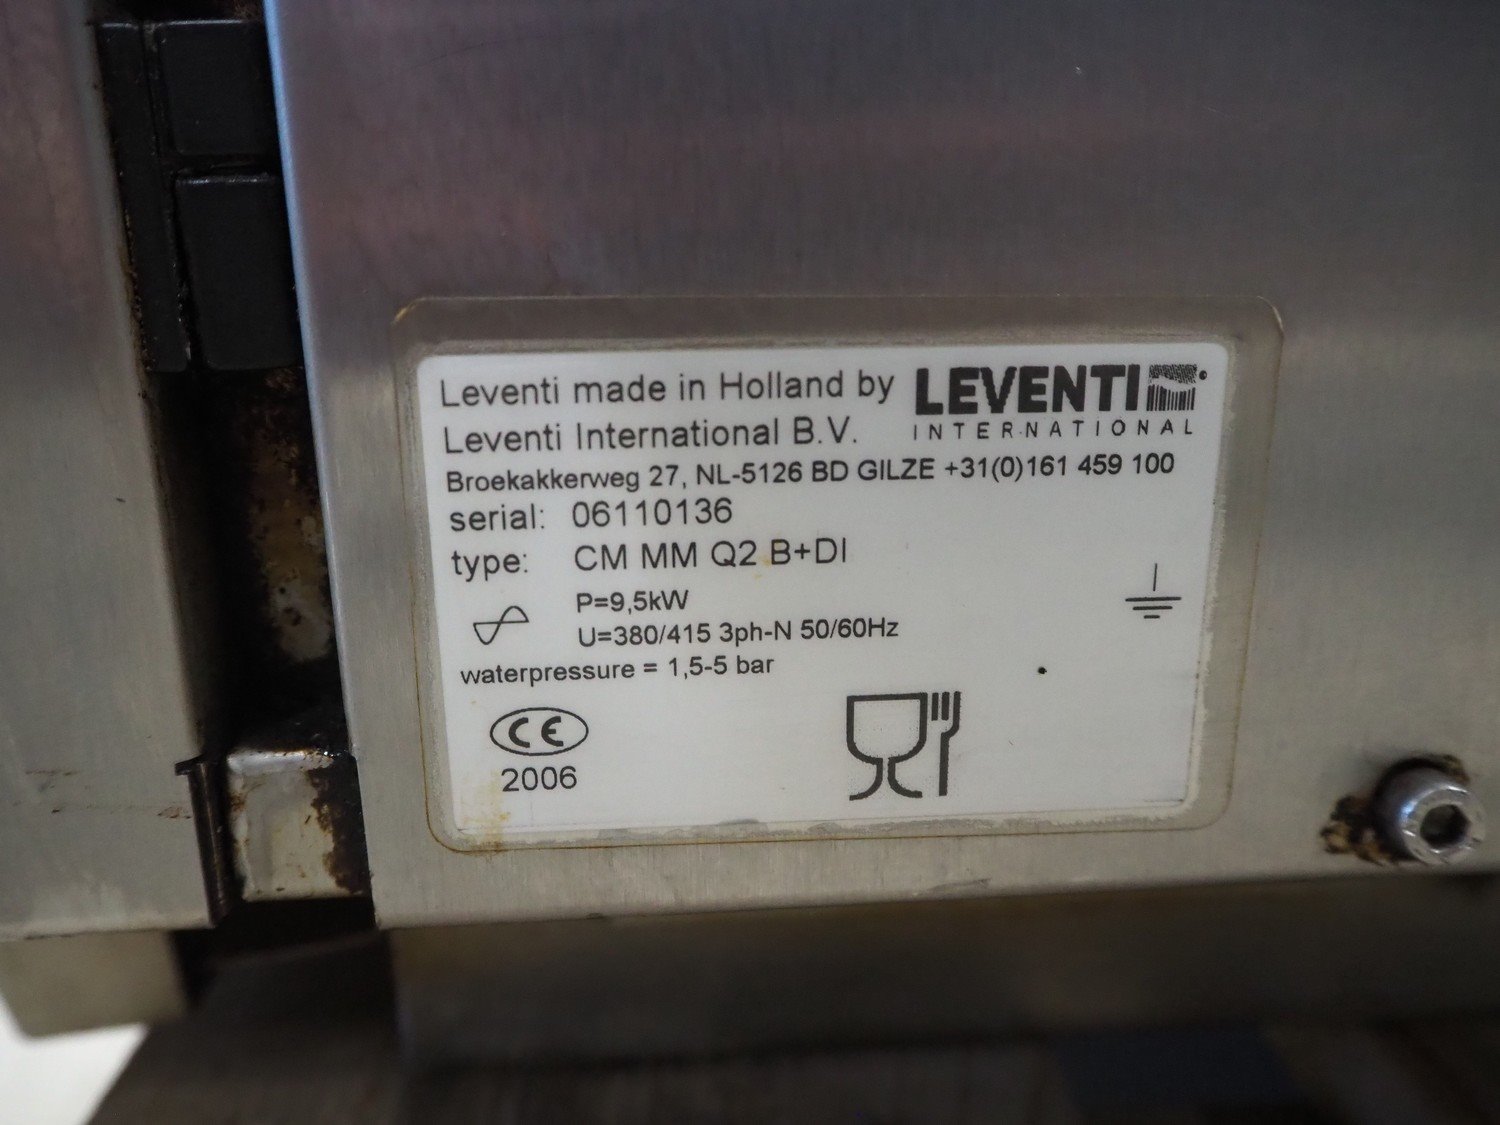 Leventi made in Holland by LEVENTI
Leventi International B.V. INTERNATIONAL
Broekakkerweg 27, NL-5126 BD GILZE +31(0)161 459 100
serial: 06110136
type: CM MM Q2 B+DI
P=9,5kW
U=380/415 3ph-N 50/60Hz
waterpressure = 1,5-5 bar
CE
2006